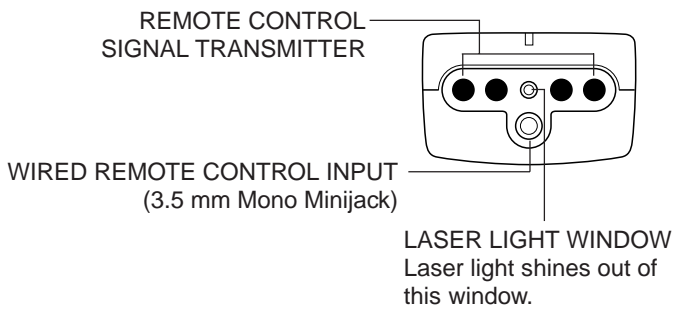 REMOTE CONTROL
SIGNAL TRANSMITTER
WIRED REMOTE CONTROL INPUT
(3.5 mm Mono Minijack)
LASER LIGHT WINDOW
Laser light shines out of
this window.